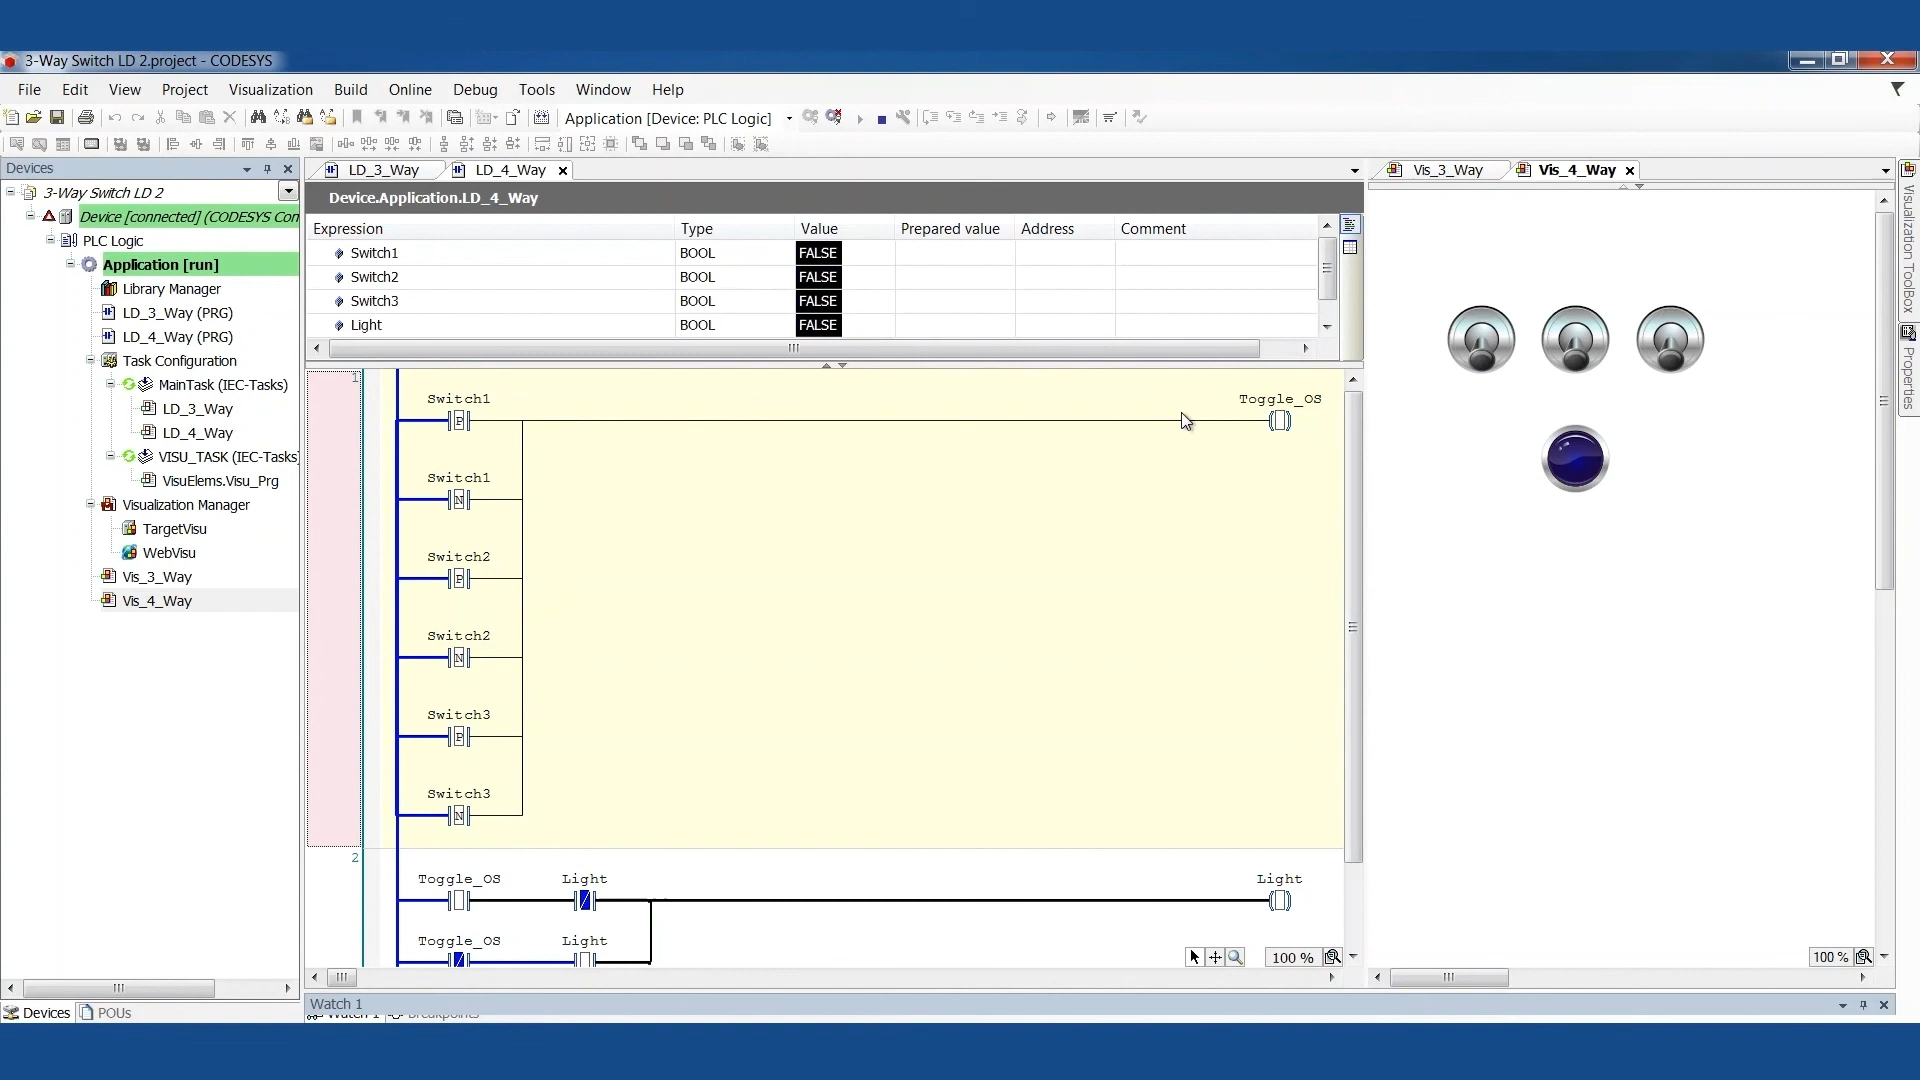 3-Way Switch LD 2.project - CODESYS
File Edit View Project Visualization Build Online Debug Tools Window Help
Application [Device: PLC Logic]
Devices
3-Way Switch LD 2
Device [connected] (CODESYS Con
PLC Logic
Application [run]
Library Manager
LD_3_Way (PRG)
LD_4_Way (PRG)
Task Configuration
MainTask (IEC-Tasks)
LD_3_Way
LD_4_Way
VISU_TASK (IEC-Tasks)
VisuElems.Visu_Prg
Visualization Manager
TargetVisu
WebVisu
Vis_3_Way
Vis_4_Way
Devices POUs
LD_3_Way LD_4_Way
Device.Application.LD_4_Way
Expression Type Value Prepared value Address Comment
Switch1 BOOL FALSE
Switch2 BOOL FALSE
Switch3 BOOL FALSE
Light BOOL FALSE
1
Switch1 Toggle_OS
P
Switch1
N
Switch2
P
Switch2
N
Switch3
P
Switch3
N
2
Toggle_OS Light Light
Toggle_OS Light
100 %
Watch 1
Watch 1 Breakpoints
Vis_3_Way Vis_4_Way
100 %
Visualization ToolBox
Properties